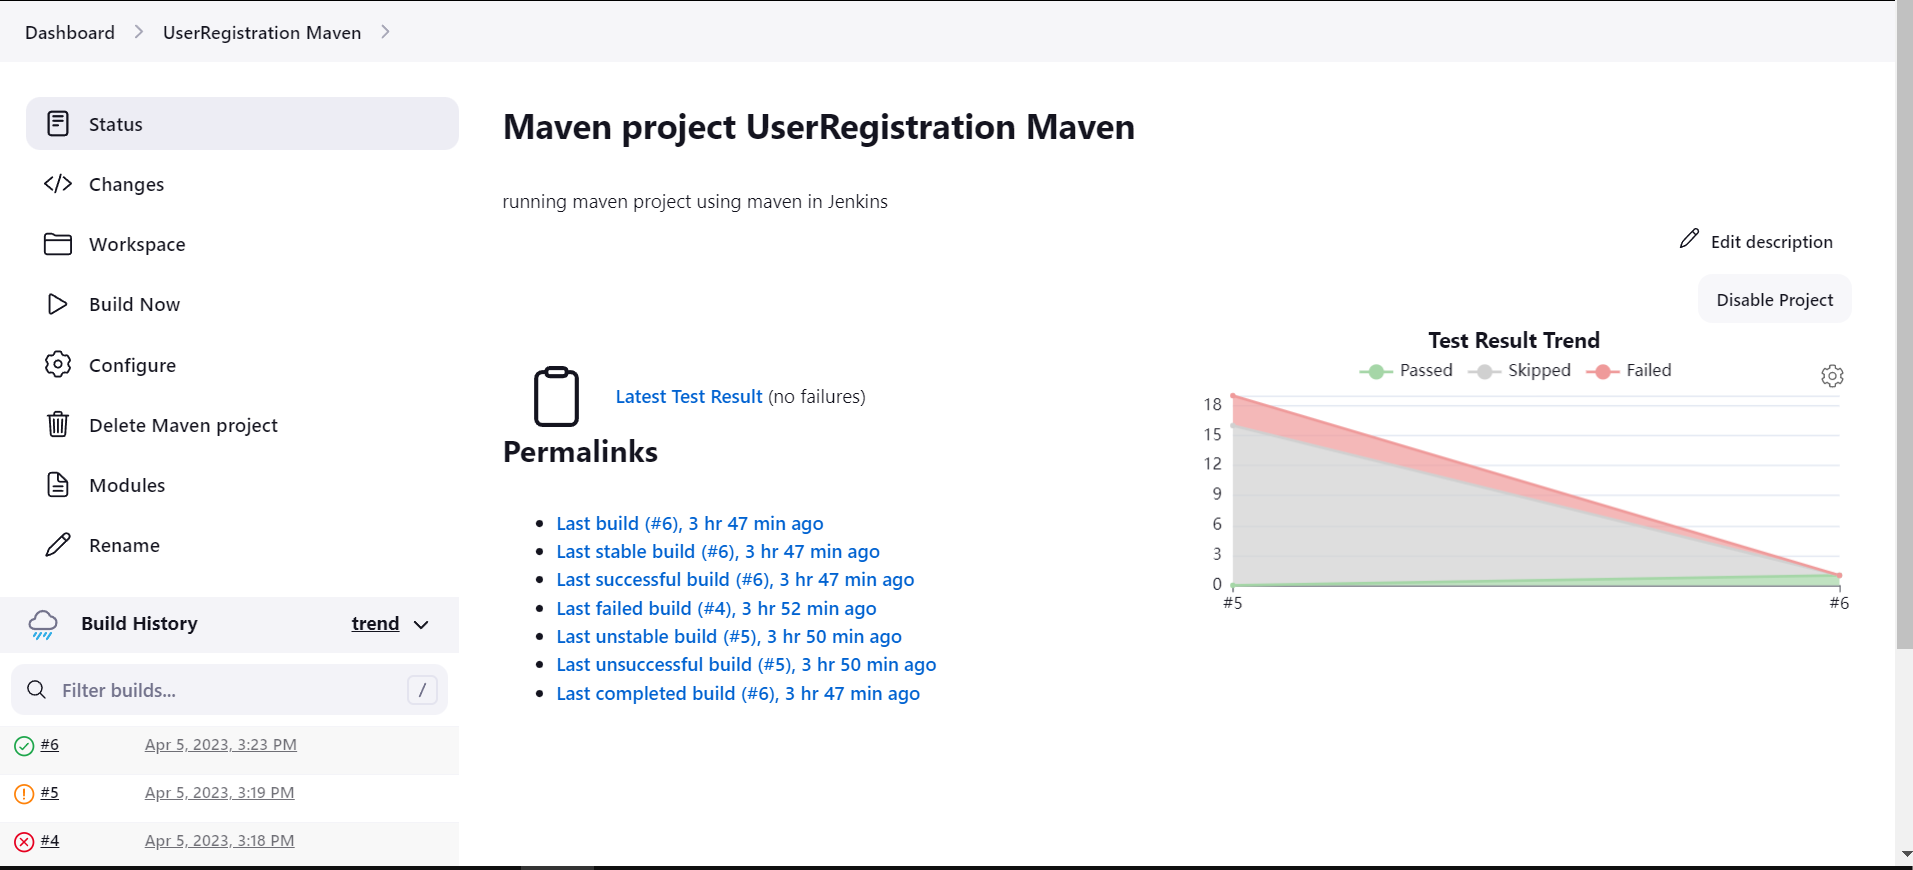 Dashboard > UserRegistration Maven >
Status
Changes
Workspace
Build Now
Configure
Delete Maven project
Modules
Rename
Build History trend
Filter builds... /
#6 Apr 5, 2023, 3:23 PM
#5 Apr 5, 2023, 3:19 PM
#4 Apr 5, 2023, 3:18 PM
Maven project UserRegistration Maven
running maven project using maven in Jenkins
Edit description
Disable Project
Latest Test Result (no failures)
Permalinks
Last build (#6), 3 hr 47 min ago
Last stable build (#6), 3 hr 47 min ago
Last successful build (#6), 3 hr 47 min ago
Last failed build (#4), 3 hr 52 min ago
Last unstable build (#5), 3 hr 50 min ago
Last unsuccessful build (#5), 3 hr 50 min ago
Last completed build (#6), 3 hr 47 min ago
Test Result Trend
Passed Skipped Failed
18
15
12
9
6
3
0
#5 #6